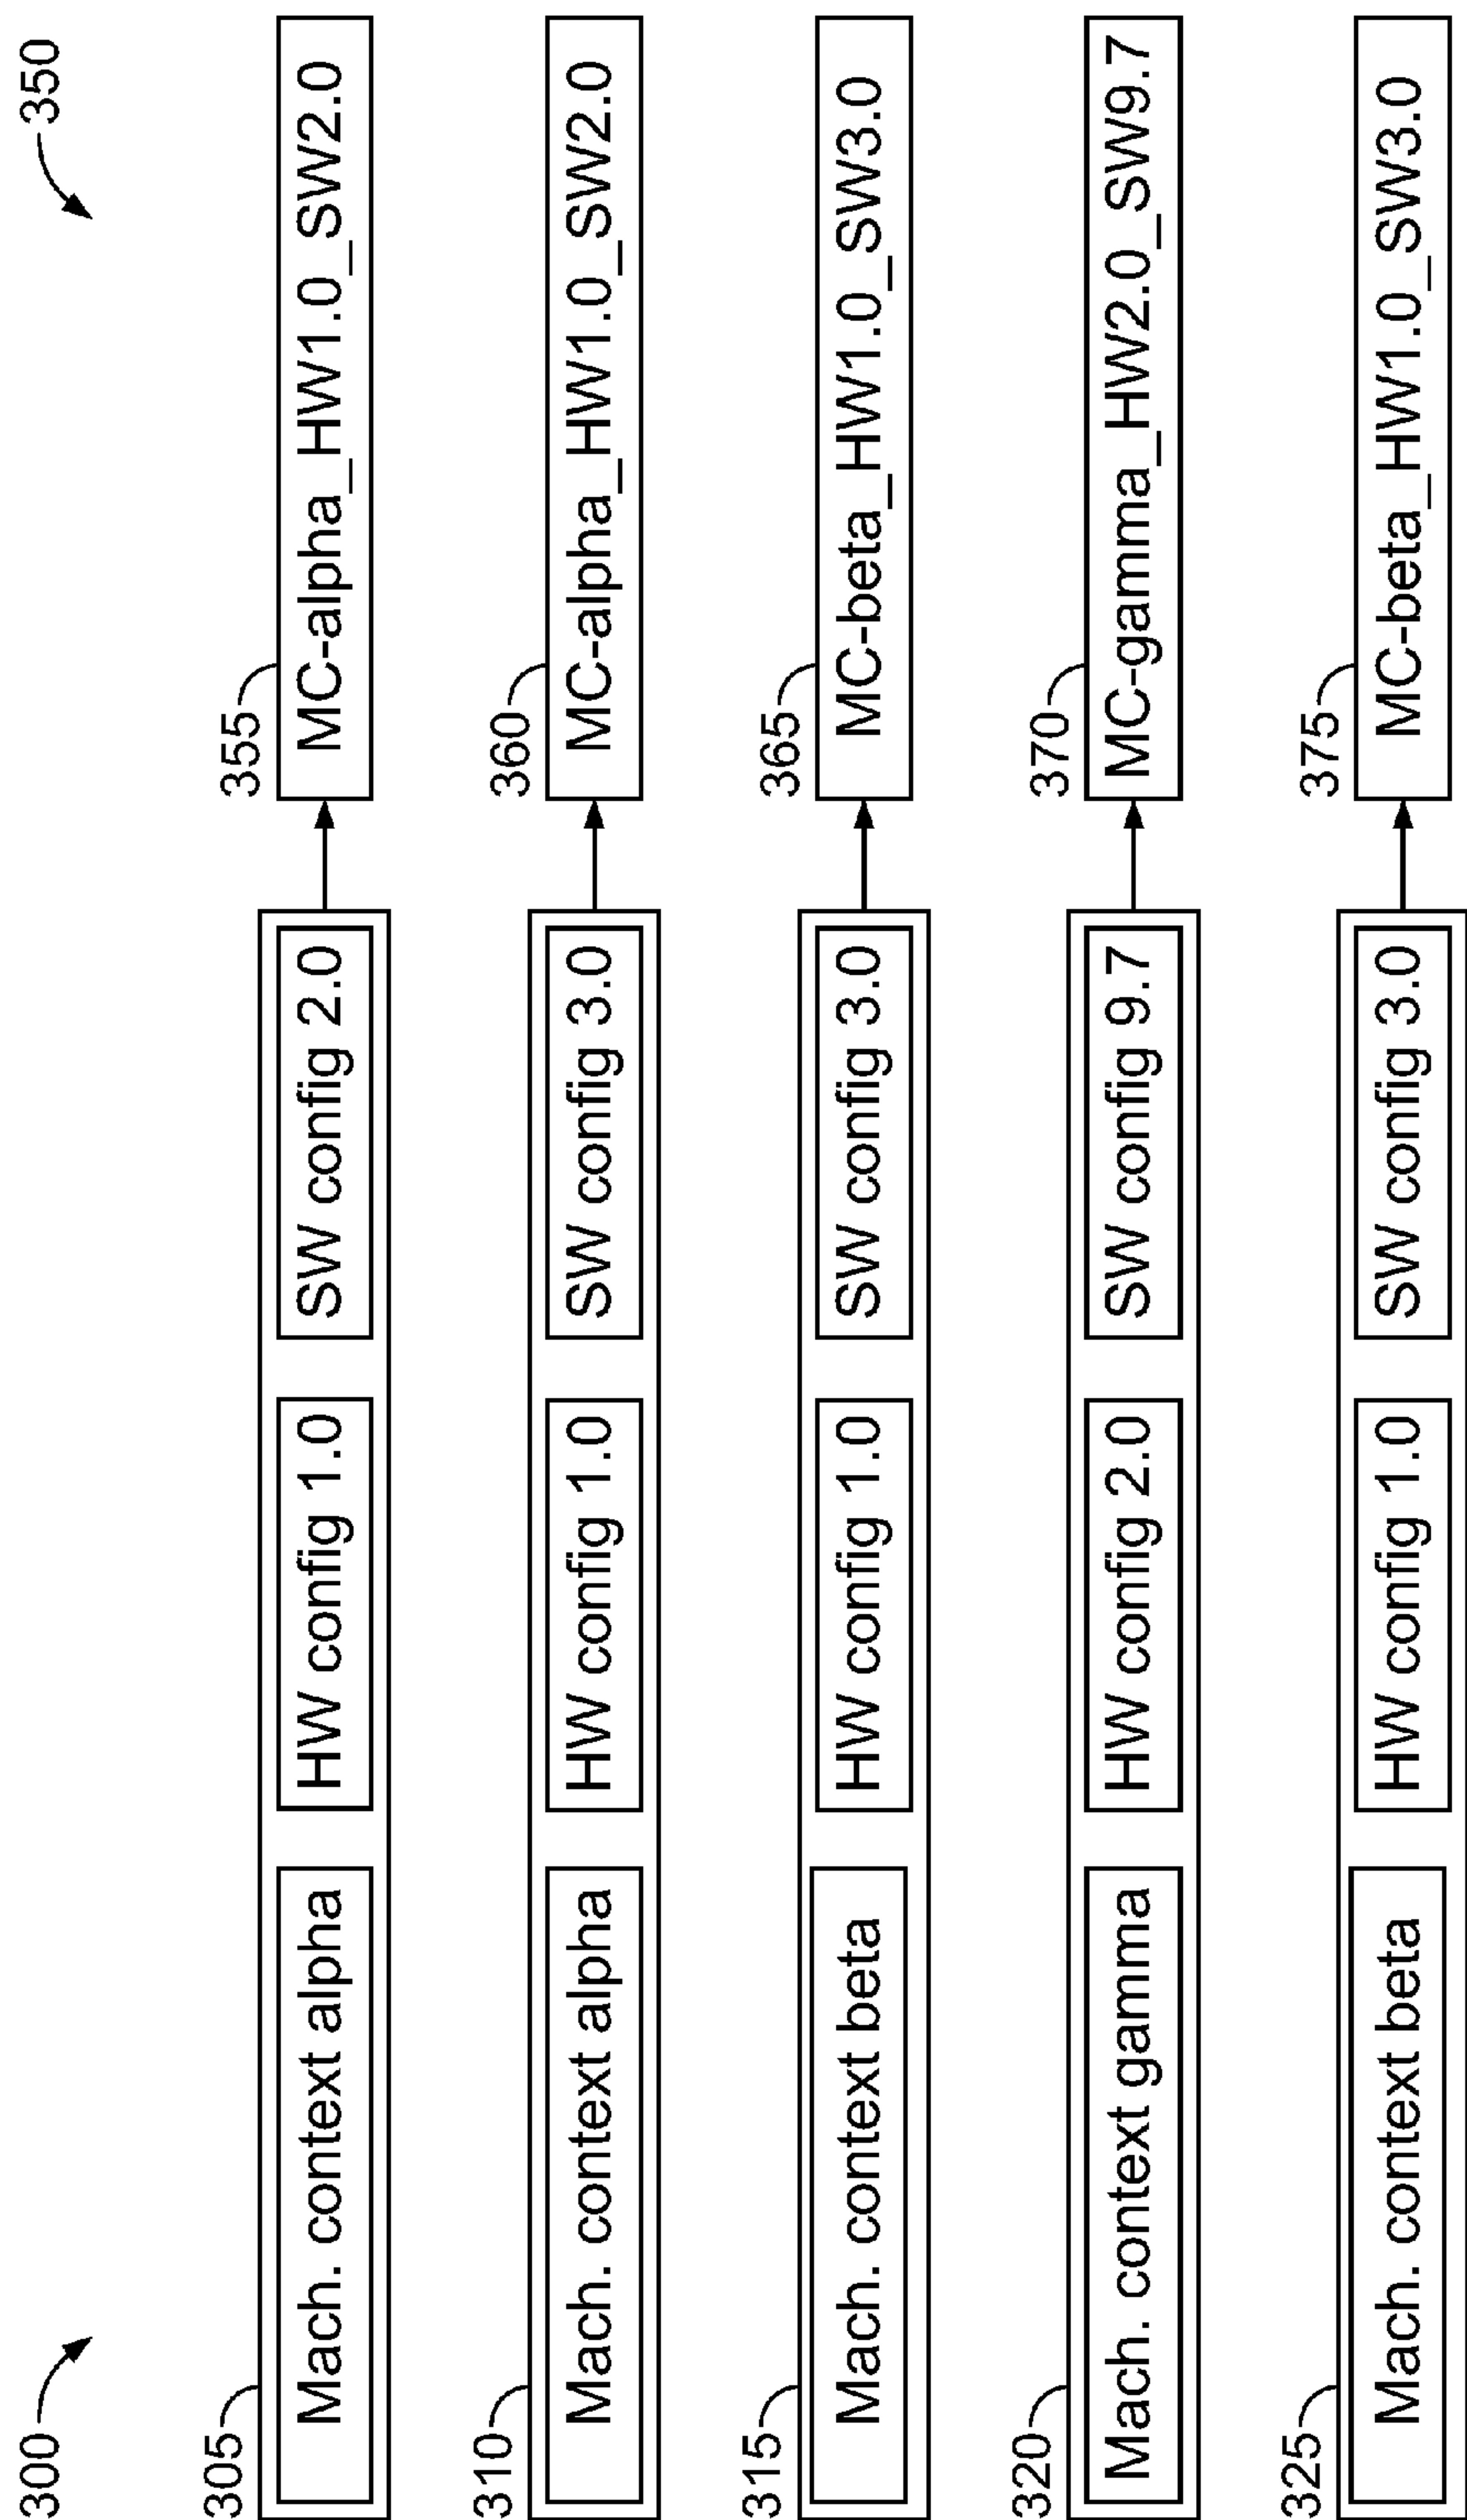 300
350
305
Mach. context alpha HW config 1.0 SW config 2.0
355
MC-alpha_HW1.0_SW2.0
310
Mach. context alpha HW config 1.0 SW config 3.0
360
MC-alpha_HW1.0_SW2.0
315
Mach. context beta HW config 1.0 SW config 3.0
365
MC-beta_HW1.0_SW3.0
320
Mach. context gamma HW config 2.0 SW config 9.7
370
MC-gamma_HW2.0_SW9.7
325
Mach. context beta HW config 1.0 SW config 3.0
375
MC-beta_HW1.0_SW3.0